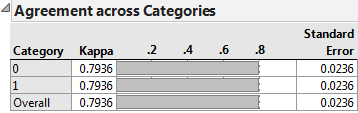 Agreement across Categories
Standard
Category Kappa .2 .4 .6 .8 Error
0 0.7936 0.0236
1 0.7936 0.0236
Overall 0.7936 0.0236